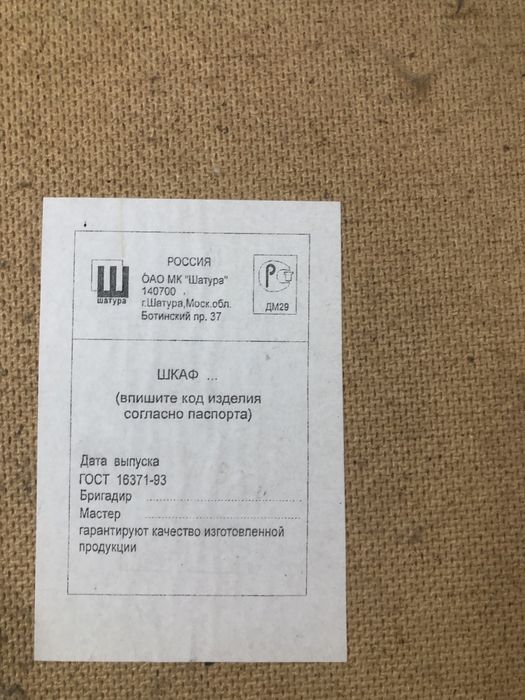 РОССИЯ
Ш
шатура
ОАО МК "Шатура"
140700 ,
г.Шатура,Моск.обл.
Ботинский пр. 37
Р
ДМ29
ШКАФ ...
(впишите код изделия
согласно паспорта)
Дата выпуска
ГОСТ 16371-93
Бригадир
Мастер
гарантируют качество изготовленной
продукции